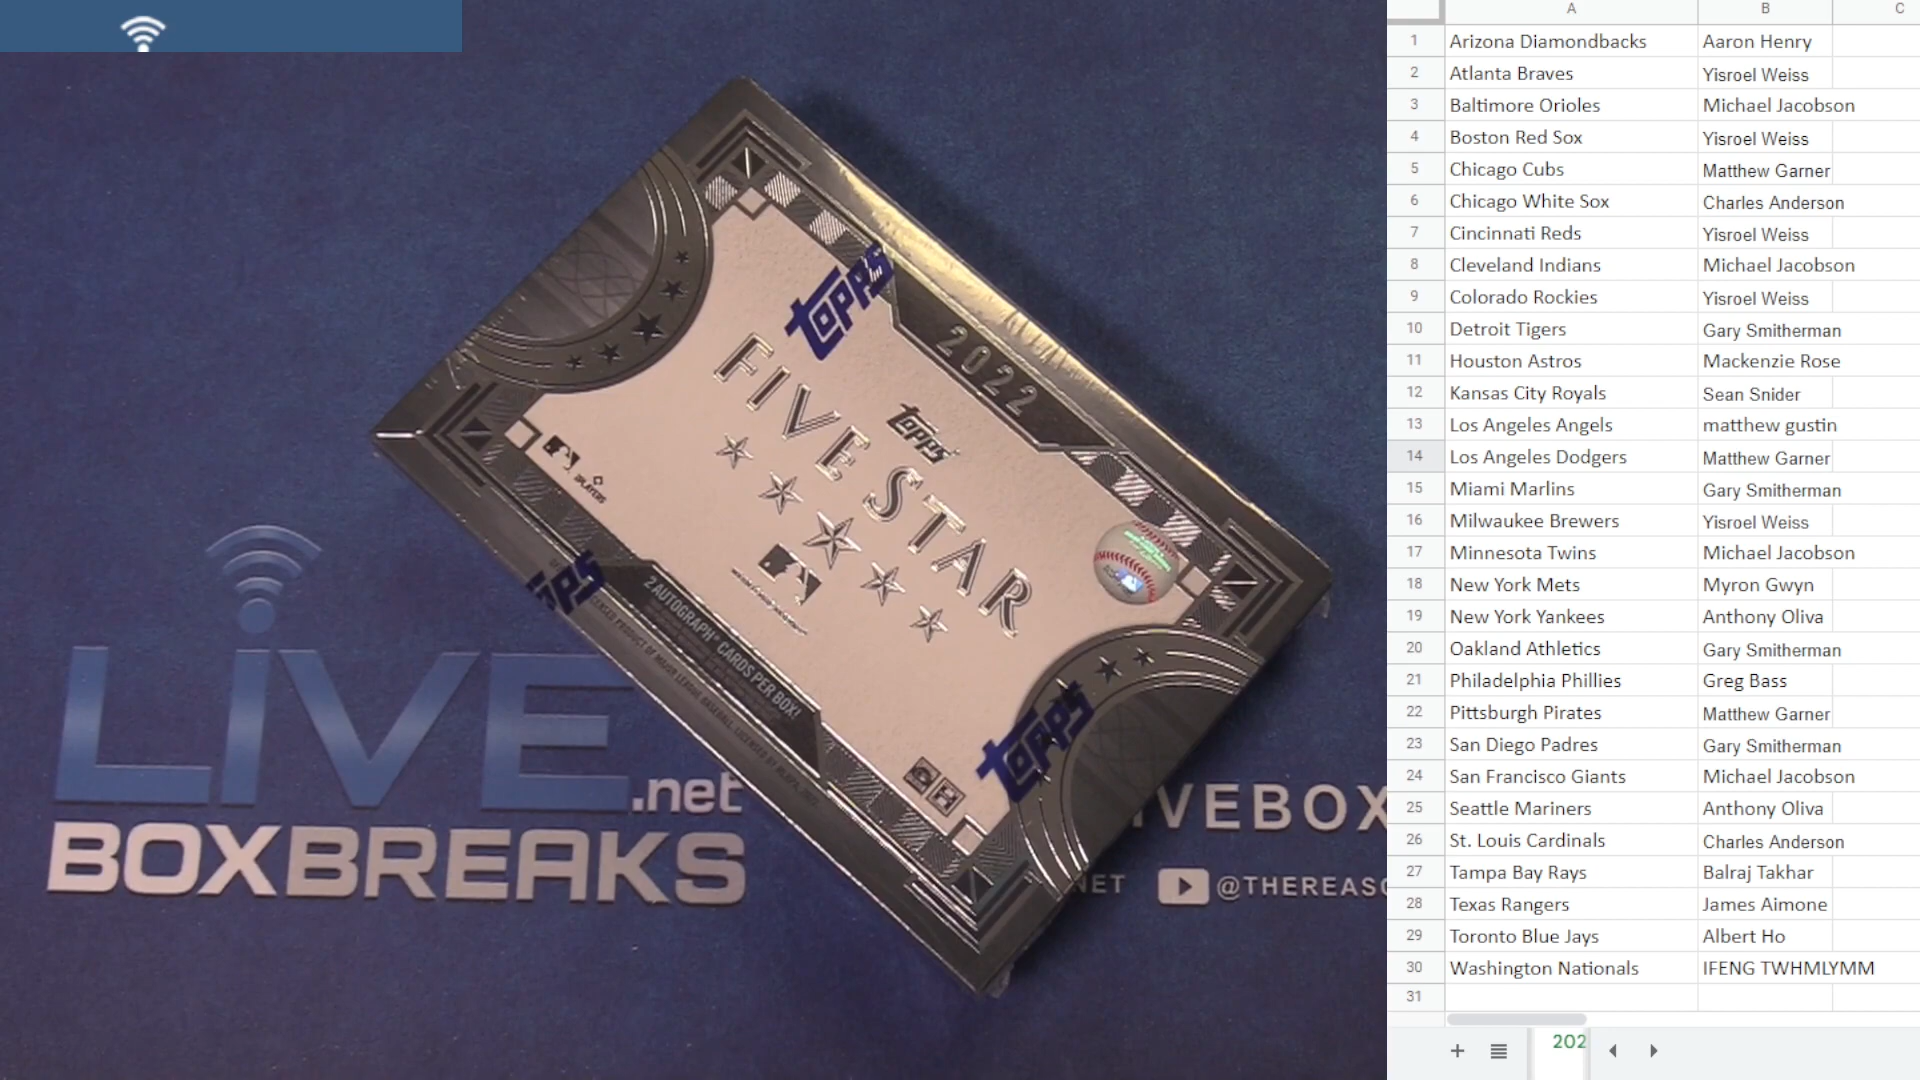 topps
2022
FIVE STAR
topps
PLAYERS
2 AUTOGRAPH® CARDS PER BOX!
topps
LiVE
.net
BOXBREAKS
IVEBOX
NET
@THEREASO
A B C
1 Arizona Diamondbacks Aaron Henry
2 Atlanta Braves Yisroel Weiss
3 Baltimore Orioles Michael Jacobson
4 Boston Red Sox Yisroel Weiss
5 Chicago Cubs Matthew Garner
6 Chicago White Sox Charles Anderson
7 Cincinnati Reds Yisroel Weiss
8 Cleveland Indians Michael Jacobson
9 Colorado Rockies Yisroel Weiss
10 Detroit Tigers Gary Smitherman
11 Houston Astros Mackenzie Rose
12 Kansas City Royals Sean Snider
13 Los Angeles Angels matthew gustin
14 Los Angeles Dodgers Matthew Garner
15 Miami Marlins Gary Smitherman
16 Milwaukee Brewers Yisroel Weiss
17 Minnesota Twins Michael Jacobson
18 New York Mets Myron Gwyn
19 New York Yankees Anthony Oliva
20 Oakland Athletics Gary Smitherman
21 Philadelphia Phillies Greg Bass
22 Pittsburgh Pirates Matthew Garner
23 San Diego Padres Gary Smitherman
24 San Francisco Giants Michael Jacobson
25 Seattle Mariners Anthony Oliva
26 St. Louis Cardinals Charles Anderson
27 Tampa Bay Rays Balraj Takhar
28 Texas Rangers James Aimone
29 Toronto Blue Jays Albert Ho
30 Washington Nationals IFENG TWHMLYMM
31
202